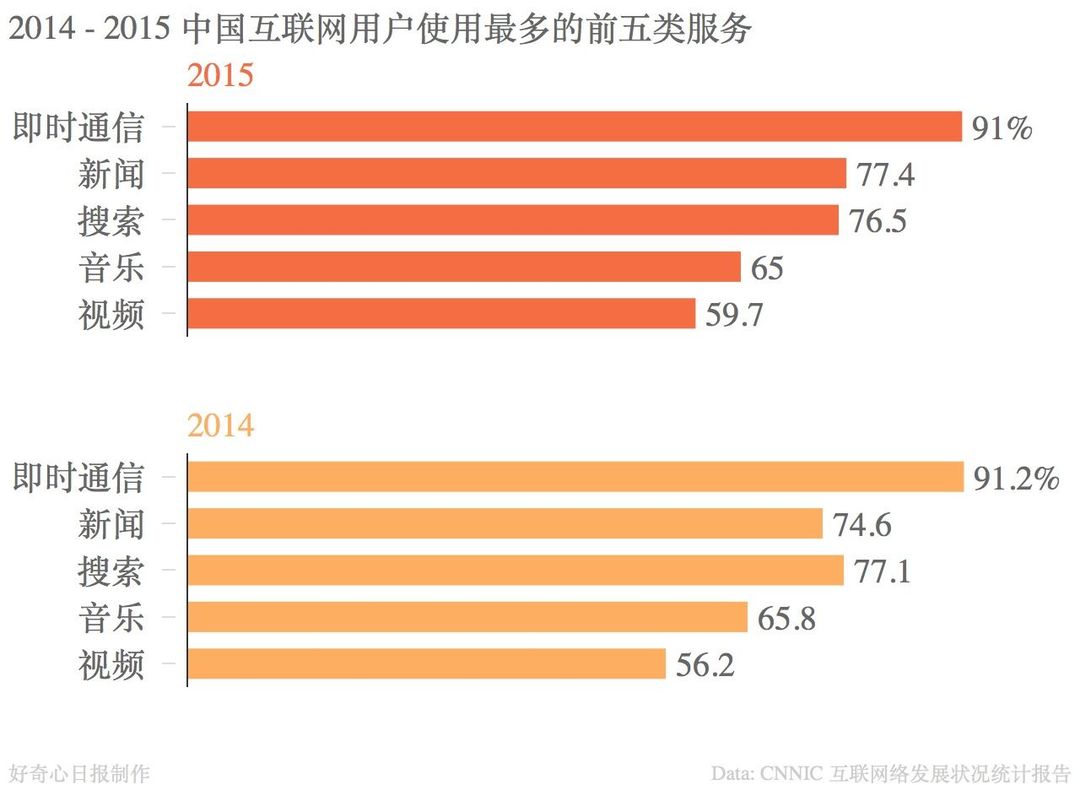 2014 - 2015 中国互联网用户使用最多的前五类服务
2015
即时通信 91%
新闻 77.4
搜索 76.5
音乐 65
视频 59.7
2014
即时通信 91.2%
新闻 74.6
搜索 77.1
音乐 65.8
视频 56.2
好奇心日报制作 Data: CNNIC 互联网络发展状况统计报告